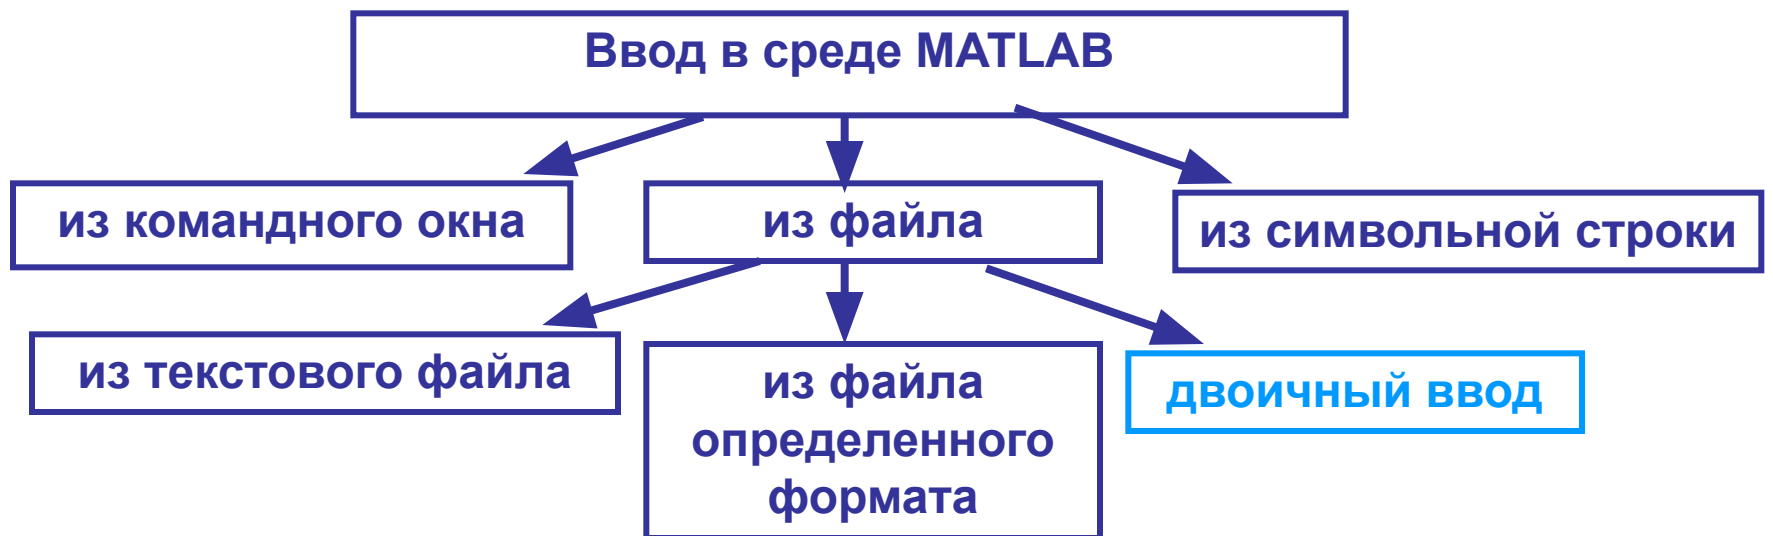 Ввод в среде MATLAB
из командного окна
из файла
из символьной строки
из текстового файла
из файла
определенного
формата
двоичный ввод